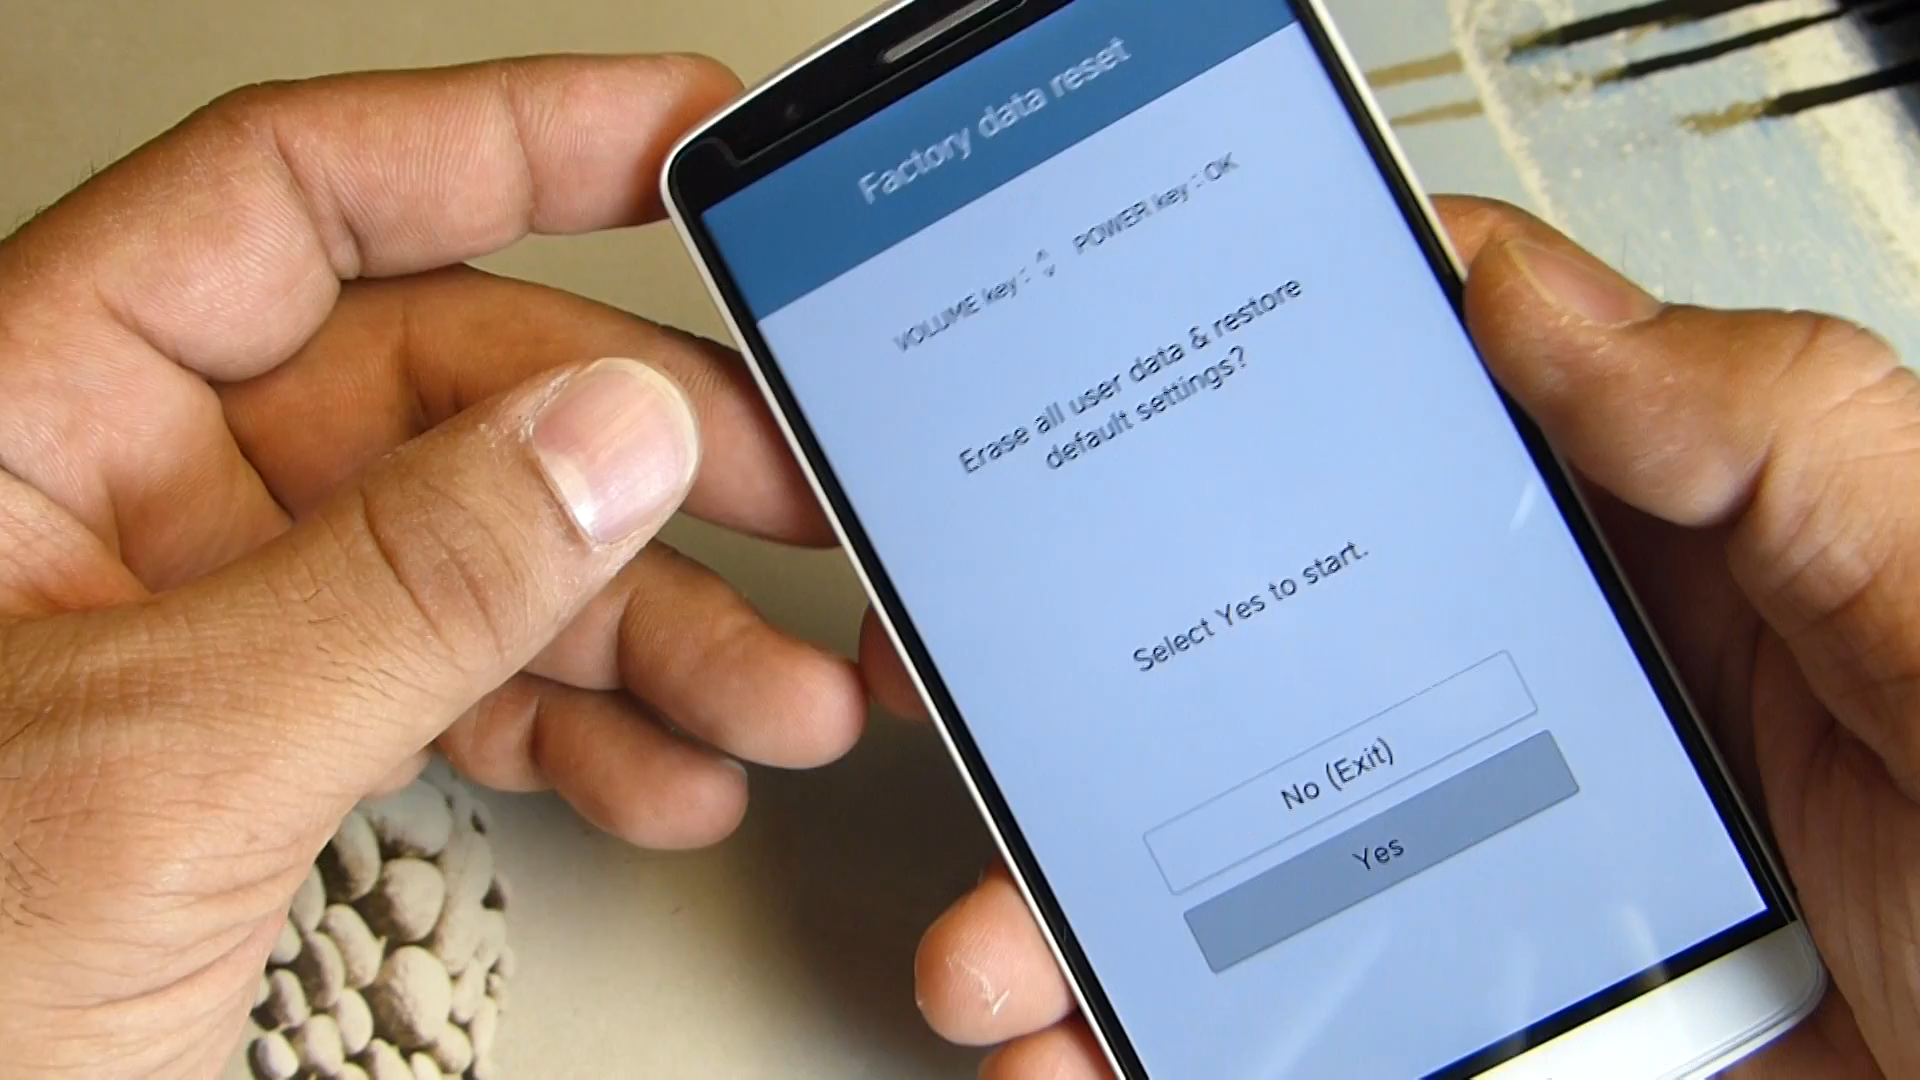 Factory data reset
VOLUME key : POWER key : OK
Erase all user data & restore
default settings?
Select Yes to start.
No (Exit)
Yes